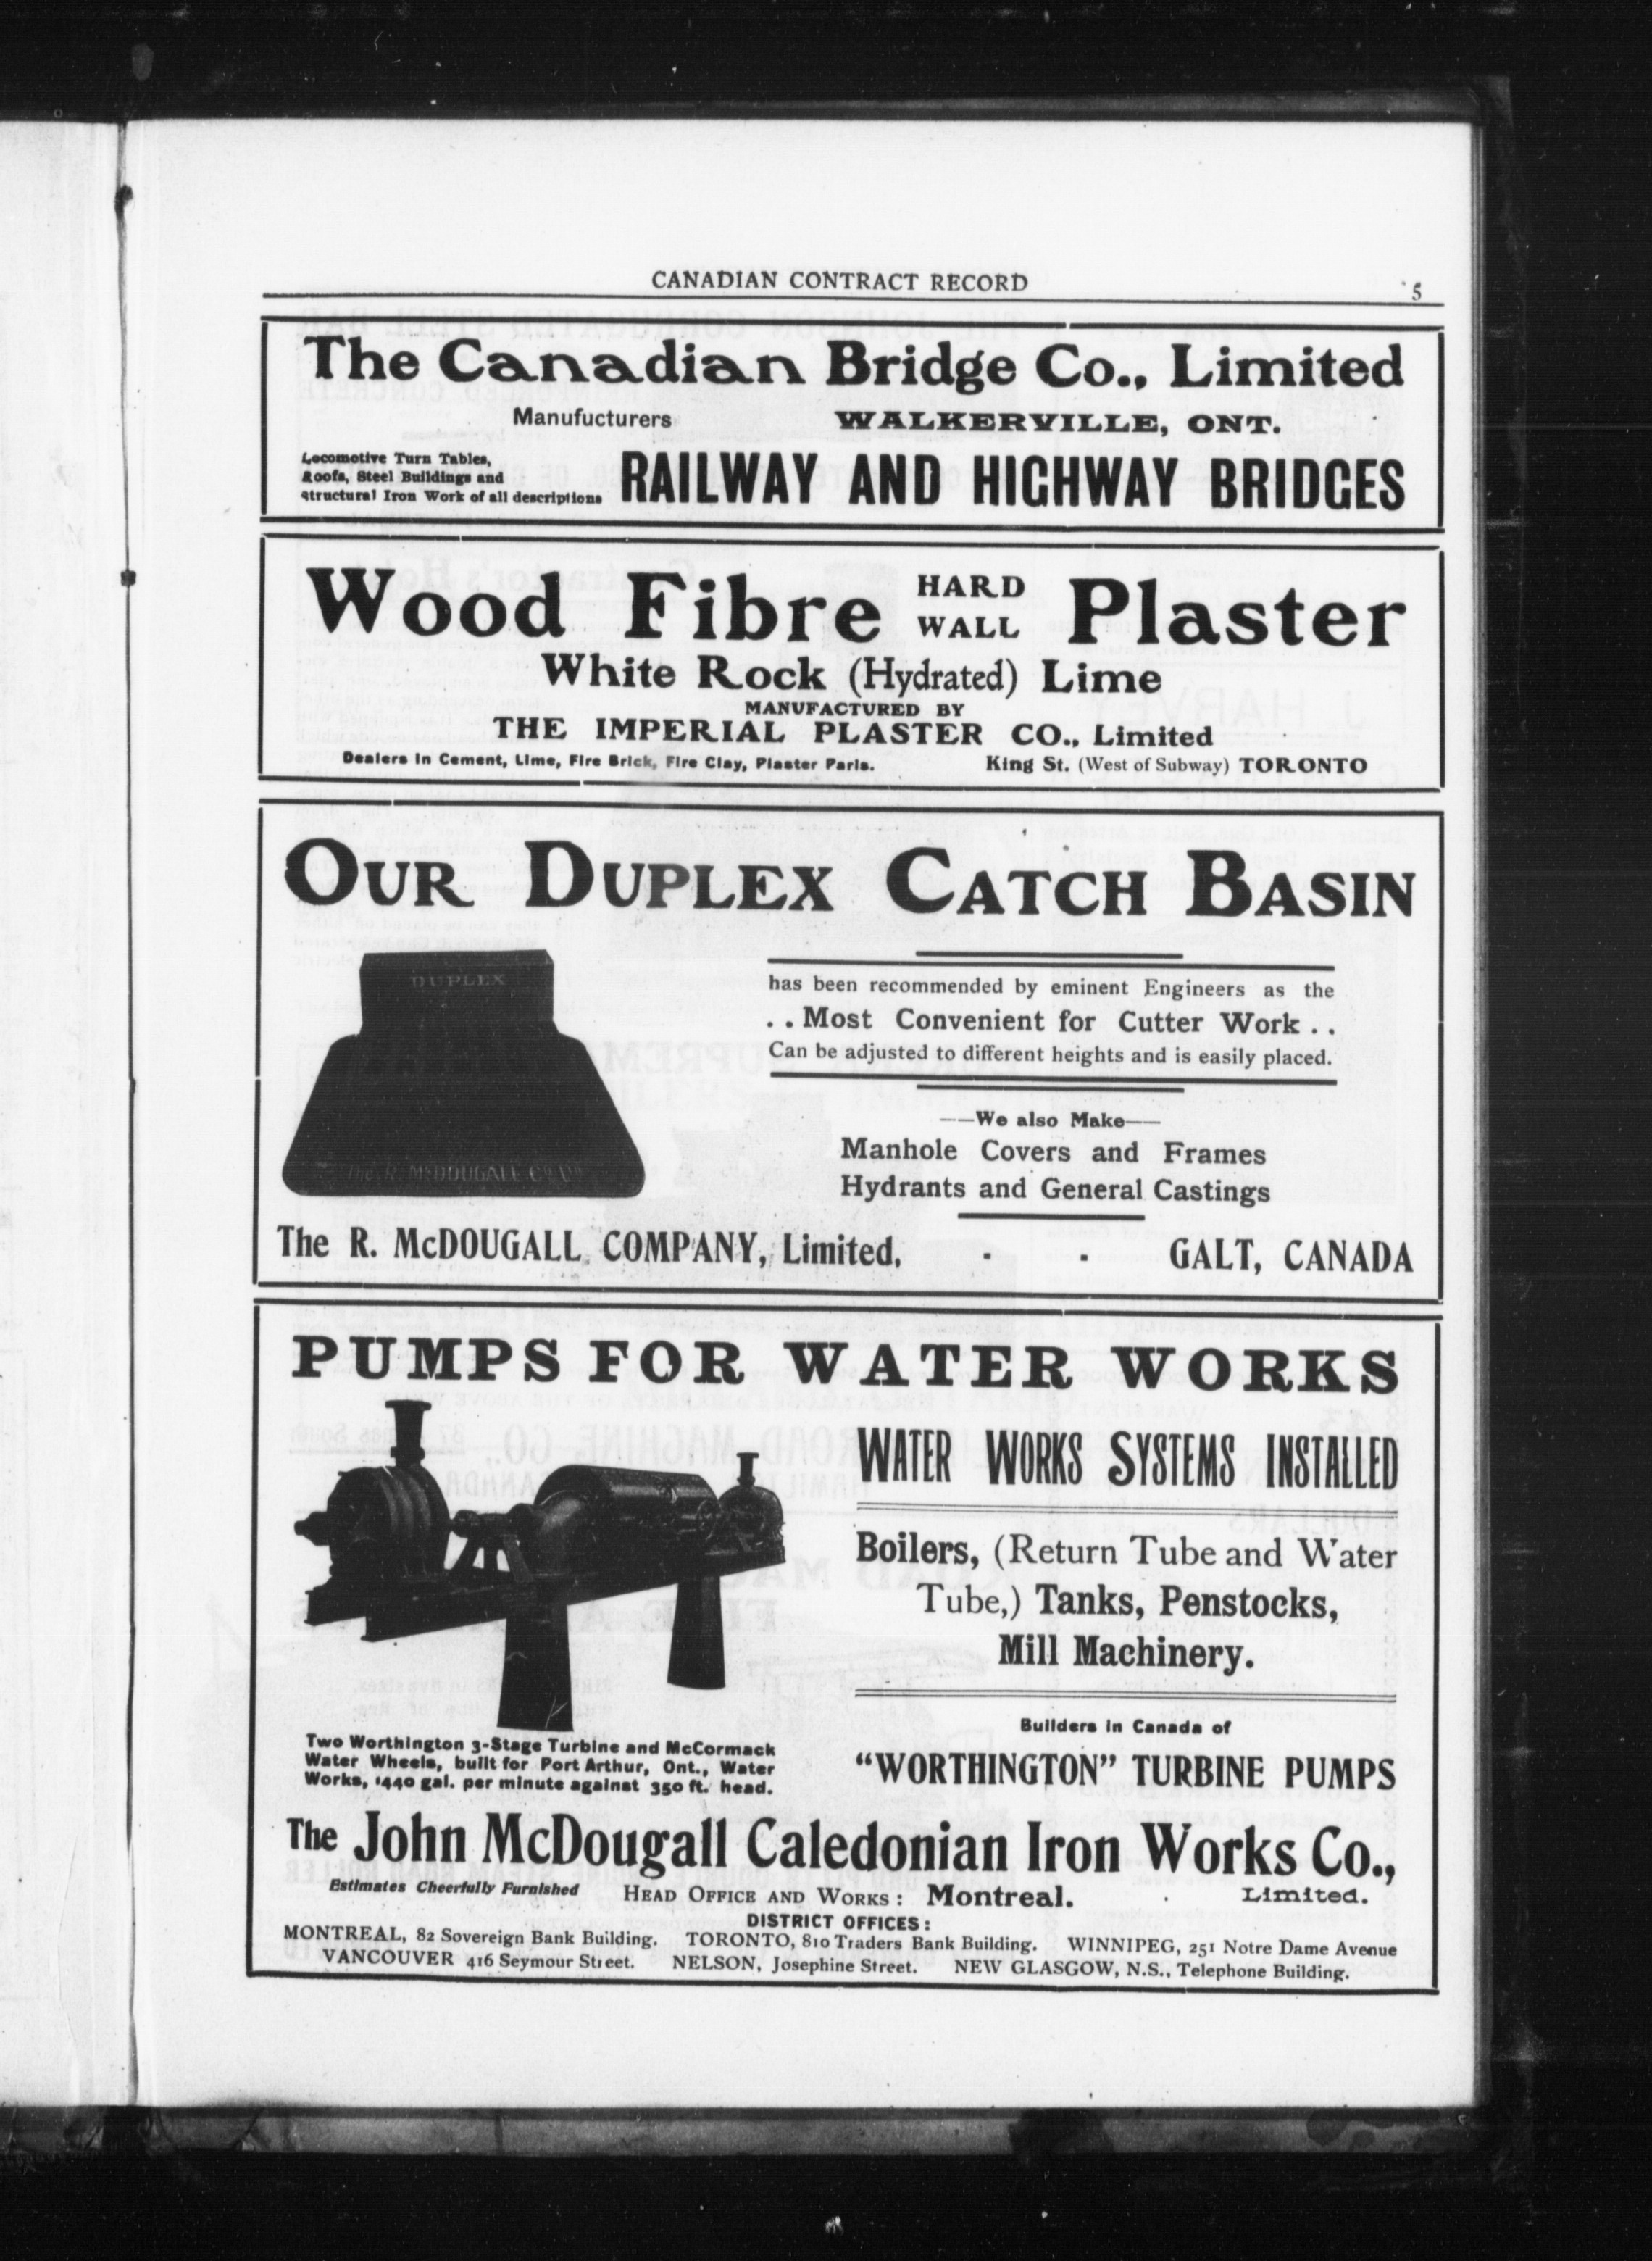 CANADIAN CONTRACT RECORD 5
The Canadian Bridge Co., Limited
Manufucturers WALKERVILLE, ONT.
Locomotive Turn Tables,
Roofs, Steel Buildings and
structural Iron Work of all descriptions
RAILWAY AND HIGHWAY BRIDGES
Wood Fibre HARD WALL Plaster
White Rock (Hydrated) Lime
MANUFACTURED BY
THE IMPERIAL PLASTER CO., Limited
Dealers in Cement, Lime, Fire Brick, Fire Clay, Plaster Paris. King St. (West of Subway) TORONTO
OUR DUPLEX CATCH BASIN
DUPLEX
The R. McDOUGALL Co Ltd
has been recommended by eminent Engineers as the
. . Most Convenient for Cutter Work . .
Can be adjusted to different heights and is easily placed.
——We also Make——
Manhole Covers and Frames
Hydrants and General Castings
The R. McDOUGALL COMPANY, Limited, - - GALT, CANADA
PUMPS FOR WATER WORKS
WATER WORKS SYSTEMS INSTALLED
Boilers, (Return Tube and Water
Tube,) Tanks, Penstocks,
Mill Machinery.
Builders in Canada of
"WORTHINGTON" TURBINE PUMPS
Two Worthington 3-Stage Turbine and McCormack
Water Wheels, built for Port Arthur, Ont., Water
Works, 1440 gal. per minute against 350 ft. head.
The John McDougall Caledonian Iron Works Co.,
Estimates Cheerfully Furnished HEAD OFFICE AND WORKS: Montreal. Limited.
DISTRICT OFFICES:
MONTREAL, 82 Sovereign Bank Building. TORONTO, 810 Traders Bank Building. WINNIPEG, 251 Notre Dame Avenue
VANCOUVER 416 Seymour Street. NELSON, Josephine Street. NEW GLASGOW, N.S., Telephone Building.